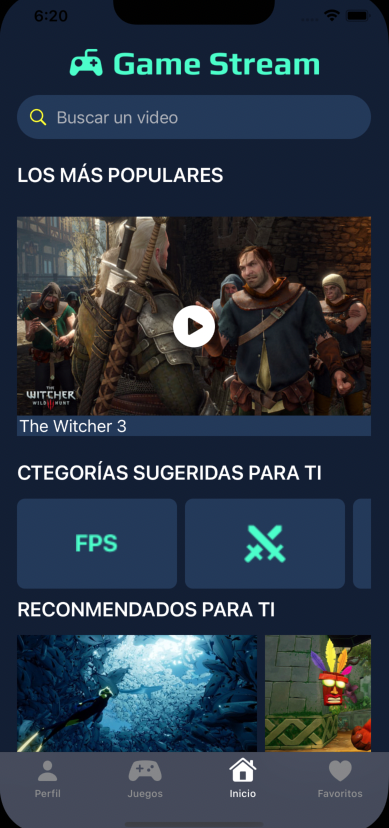 6:20
Game Stream
Buscar un video
LOS MÁS POPULARES
THE
WITCHER
WILD HUNT
The Witcher 3
CTEGORÍAS SUGERIDAS PARA TI
FPS
RECONMENDADOS PARA TI
Perfil
Juegos
Inicio
Favoritos